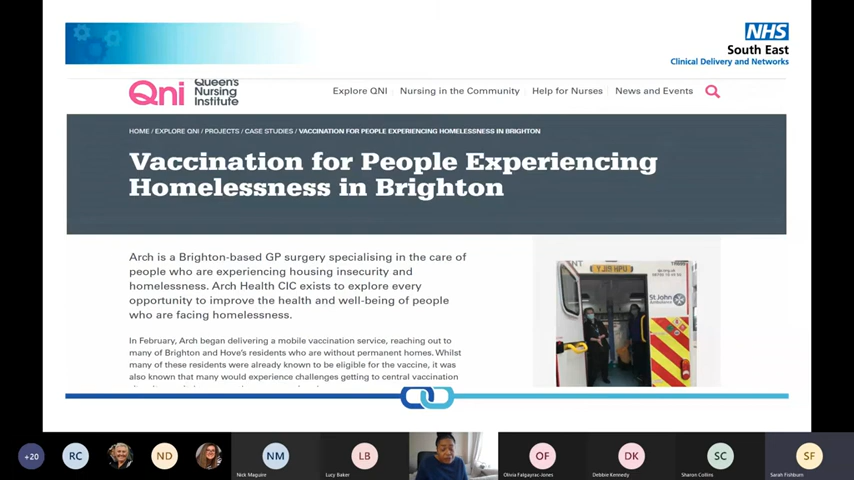 NHS
South East
Clinical Delivery and Networks
Qni Queen's Nursing Institute
Explore QNI Nursing in the Community Help for Nurses News and Events
HOME / EXPLORE QNI / PROJECTS / CASE STUDIES / VACCINATION FOR PEOPLE EXPERIENCING HOMELESSNESS IN BRIGHTON
Vaccination for People Experiencing
Homelessness in Brighton
Arch is a Brighton-based GP surgery specialising in the care of
people who are experiencing housing insecurity and
homelessness. Arch Health CIC exists to explore every
opportunity to improve the health and well-being of people
who are facing homelessness.
In February, Arch began delivering a mobile vaccination service, reaching out to
many of Brighton and Hove's residents who are without permanent homes. Whilst
many of these residents were already known to be eligible for the vaccine, it was
also known that many would experience challenges getting to central vaccination
YJ19 HPU
St John
Ambulance
+20 RC ND NM LB OF DK SC SF
Nick Maguire Lucy Baker Olivia Falgayrac-Jones Debbie Kennedy Sharon Collins Sarah Fishburn